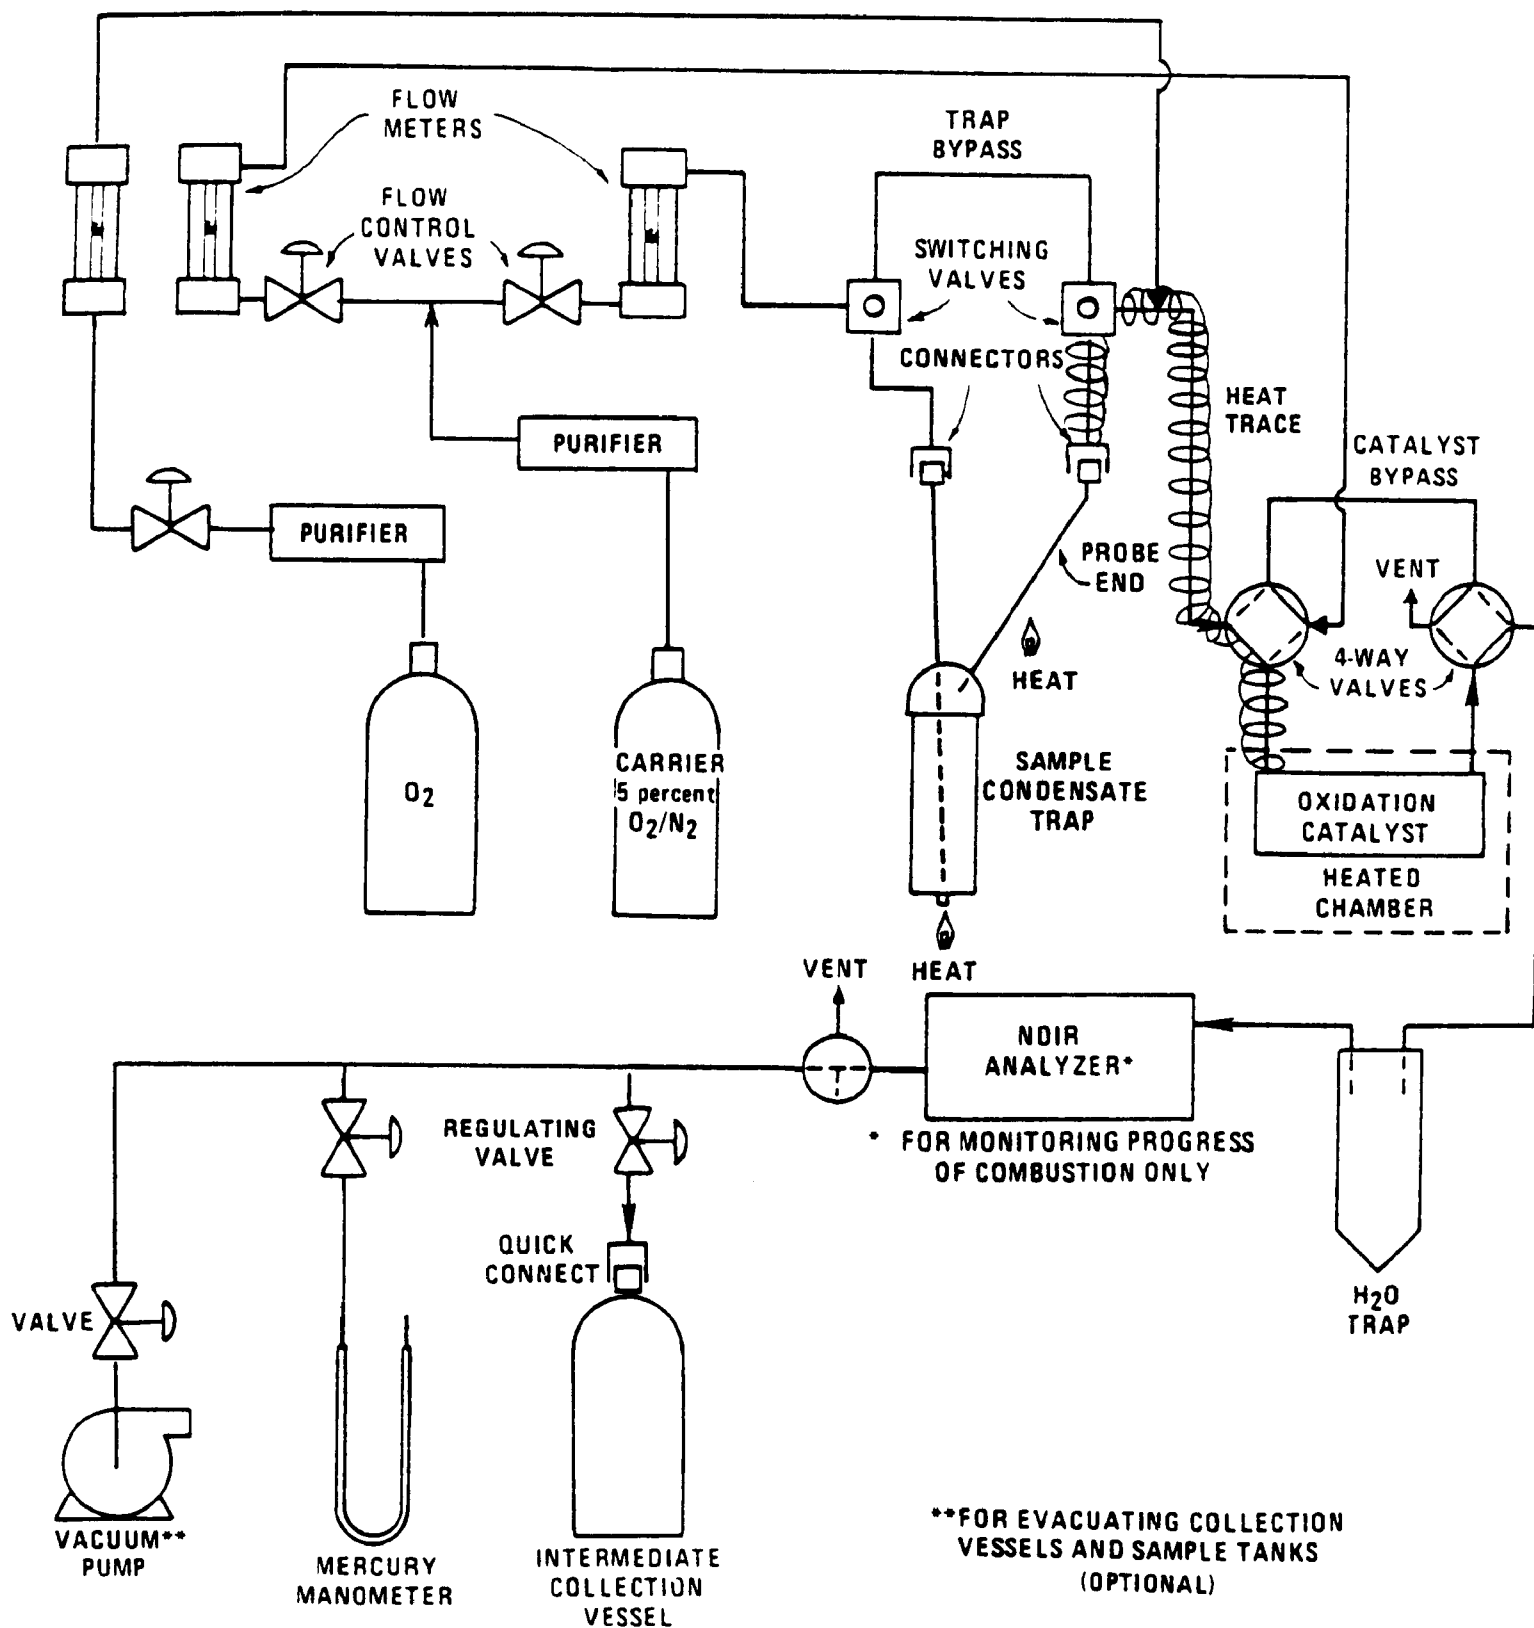 FLOW
METERS
TRAP
BYPASS
FLOW
CONTROL
VALVES
SWITCHING
VALVES
CONNECTORS
HEAT
TRACE
PURIFIER
CATALYST
BYPASS
PURIFIER
PROBE
END
VENT
4-WAY
VALVES
HEAT
O2
CARRIER
5 percent
O2/N2
SAMPLE
CONDENSATE
TRAP
OXIDATION
CATALYST
HEATED
CHAMBER
VENT
HEAT
NDIR
ANALYZER*
REGULATING
VALVE
* FOR MONITORING PROGRESS
OF COMBUSTION ONLY
QUICK
CONNECT
VALVE
H2O
TRAP
VACUUM**
PUMP
MERCURY
MANOMETER
INTERMEDIATE
COLLECTION
VESSEL
**FOR EVACUATING COLLECTION
VESSELS AND SAMPLE TANKS
(OPTIONAL)